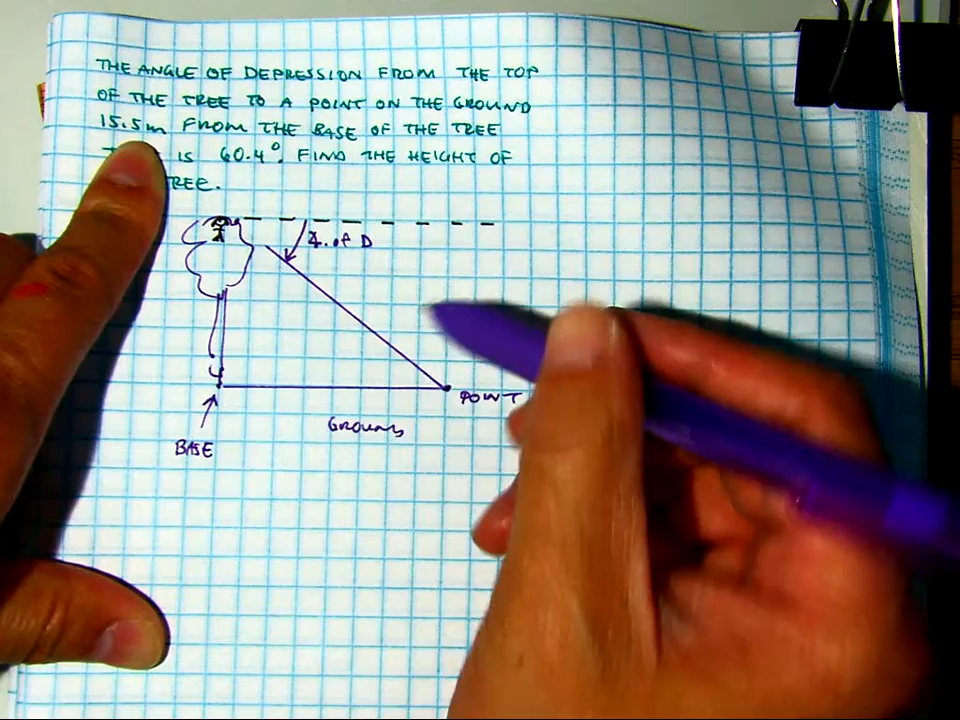 THE ANGLE OF DEPRESSION FROM THE TOP
OF THE TREE TO A POINT ON THE GROUND
15.5m FROM THE BASE OF THE TREE
IS 60.4°. FIND THE HEIGHT OF
TREE.
∡. of D
POINT
GROUND
BASE